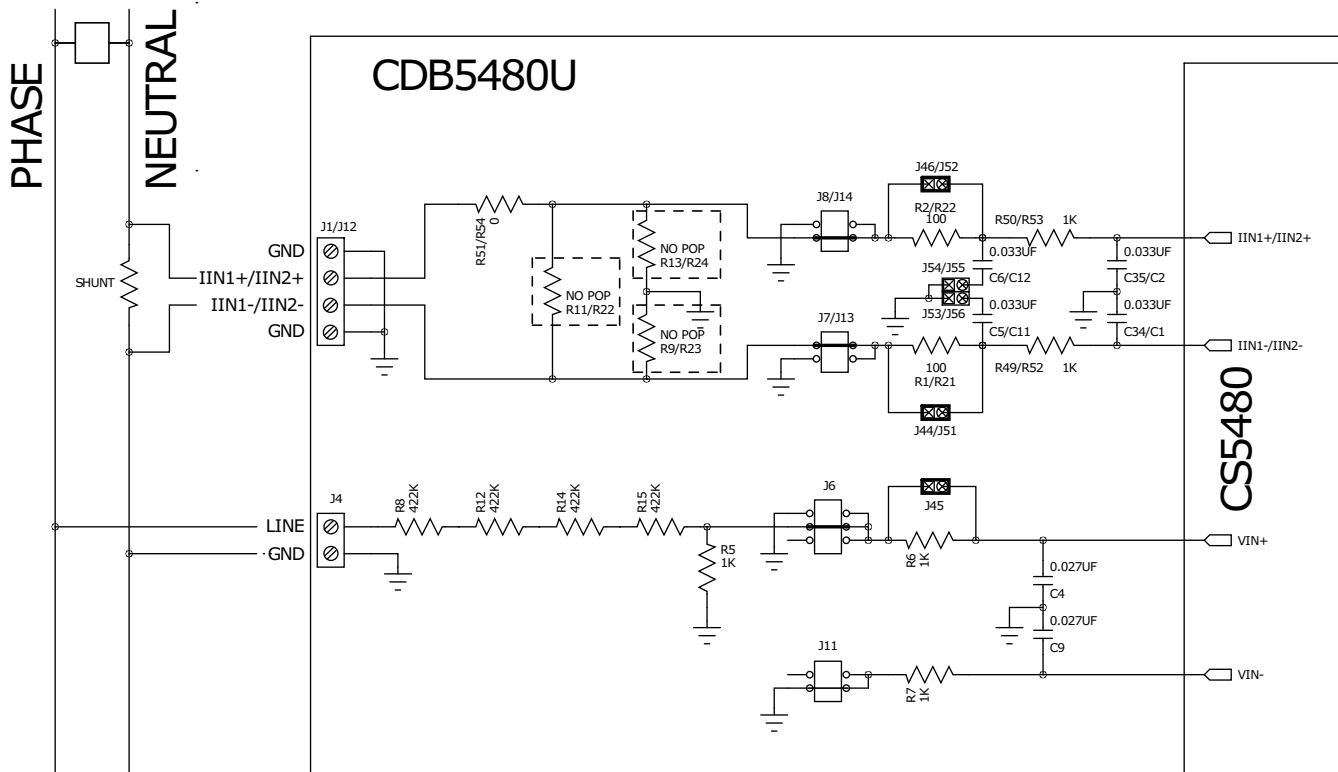 PHASE
NEUTRAL
CDB5480U
J46/J52
J8/J14
R2/R22
100
R50/R53 1K
J1/J12
R51/R54
0
NO POP
R13/R24
GND
IIN1+/IIN2+
IIN1-/IIN2-
GND
SHUNT
NO POP
R11/R22
NO POP
R9/R23
0.033UF
C6/C12
J54/J55
J53/J56
0.033UF
C5/C11
0.033UF
C35/C2
0.033UF
C34/C1
IIN1+/IIN2+
IIN1-/IIN2-
J7/J13
100
R1/R21
R49/R52 1K
J44/J51
CS5480
J4
LINE
GND
R8
422K
R12
422K
R14
422K
R15
422K
R5
1K
J6
J45
R6
1K
VIN+
0.027UF
C4
0.027UF
C9
J11
R7
1K
VIN-